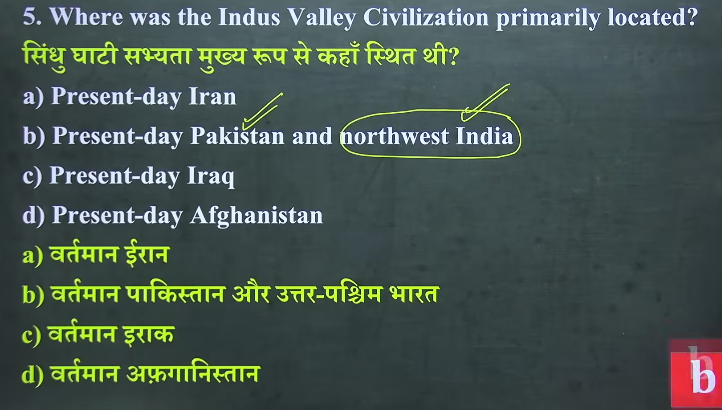 5. Where was the Indus Valley Civilization primarily located?
सिंधु घाटी सभ्यता मुख्य रूप से कहाँ स्थित थी?
a) Present-day Iran
b) Present-day Pakistan and northwest India
c) Present-day Iraq
d) Present-day Afghanistan
a) वर्तमान ईरान
b) वर्तमान पाकिस्तान और उत्तर-पश्चिम भारत
c) वर्तमान इराक
d) वर्तमान अफ़गानिस्तान
b
b